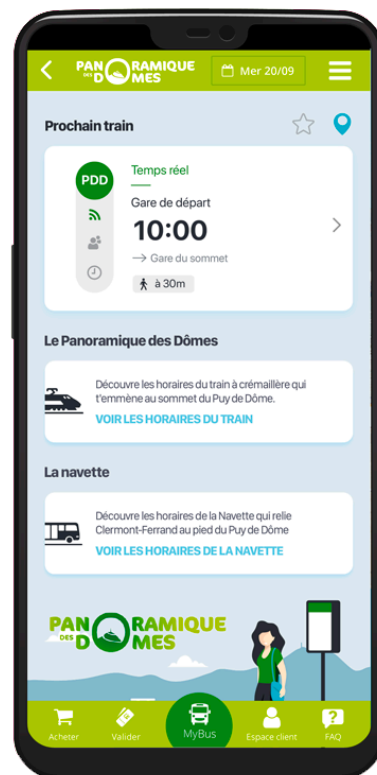 PANORAMIQUE
DES DOMES
Mer 20/09
Prochain train
PDD
Temps réel
Gare de départ
10:00
→ Gare du sommet
à 30m
Le Panoramique des Dômes
Découvre les horaires du train à crémaillère qui
t'emmène au sommet du Puy de Dôme.
VOIR LES HORAIRES DU TRAIN
La navette
Découvre les horaires de la Navette qui relie
Clermont-Ferrand au pied du Puy de Dôme
VOIR LES HORAIRES DE LA NAVETTE
PANORAMIQUE
DES DOMES
Acheter
Valider
MyBus
Espace client
FAQ